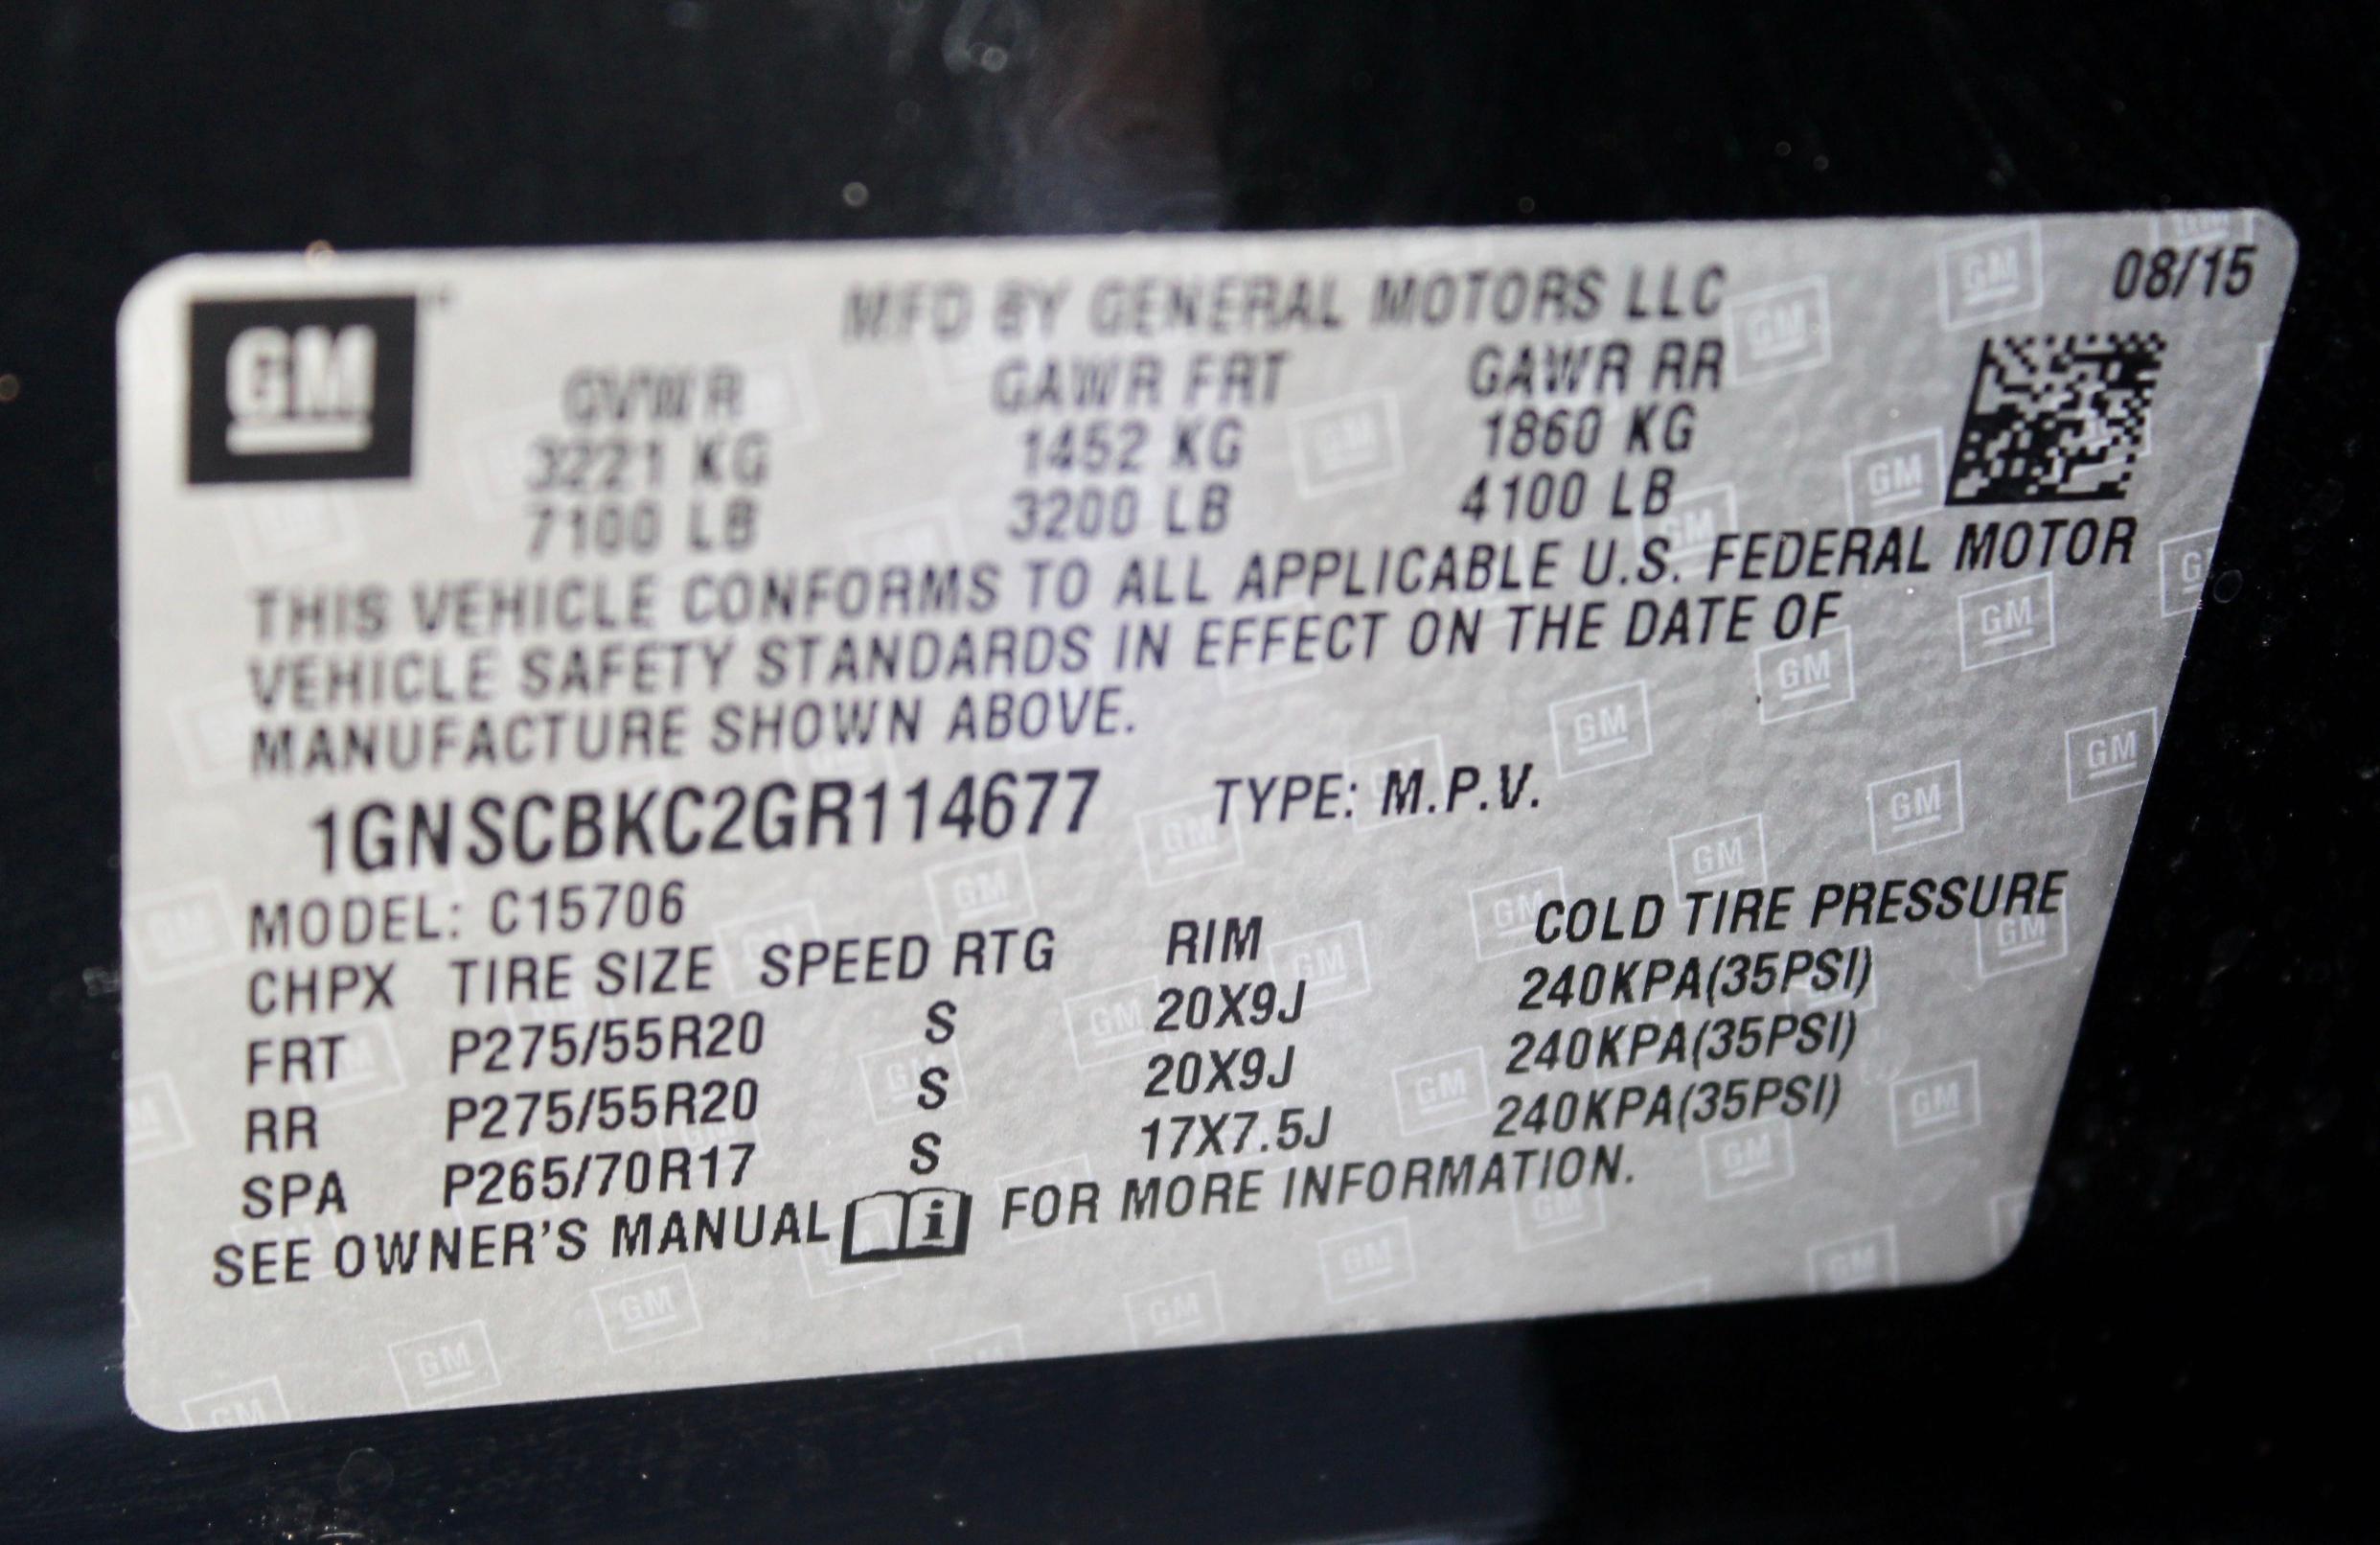 GM
MFD BY GENERAL MOTORS LLC 08/15
GVWR GAWR FRT GAWR RR
3221 KG 1452 KG 1860 KG
7100 LB 3200 LB 4100 LB
THIS VEHICLE CONFORMS TO ALL APPLICABLE U.S. FEDERAL MOTOR
VEHICLE SAFETY STANDARDS IN EFFECT ON THE DATE OF
MANUFACTURE SHOWN ABOVE.
1GNSCBKC2GR114677 TYPE: M.P.V.
MODEL: C15706
CHPX TIRE SIZE SPEED RTG RIM COLD TIRE PRESSURE
FRT P275/55R20 S 20X9J 240KPA(35PSI)
RR P275/55R20 S 20X9J 240KPA(35PSI)
SPA P265/70R17 S 17X7.5J 240KPA(35PSI)
SEE OWNER'S MANUAL i FOR MORE INFORMATION.